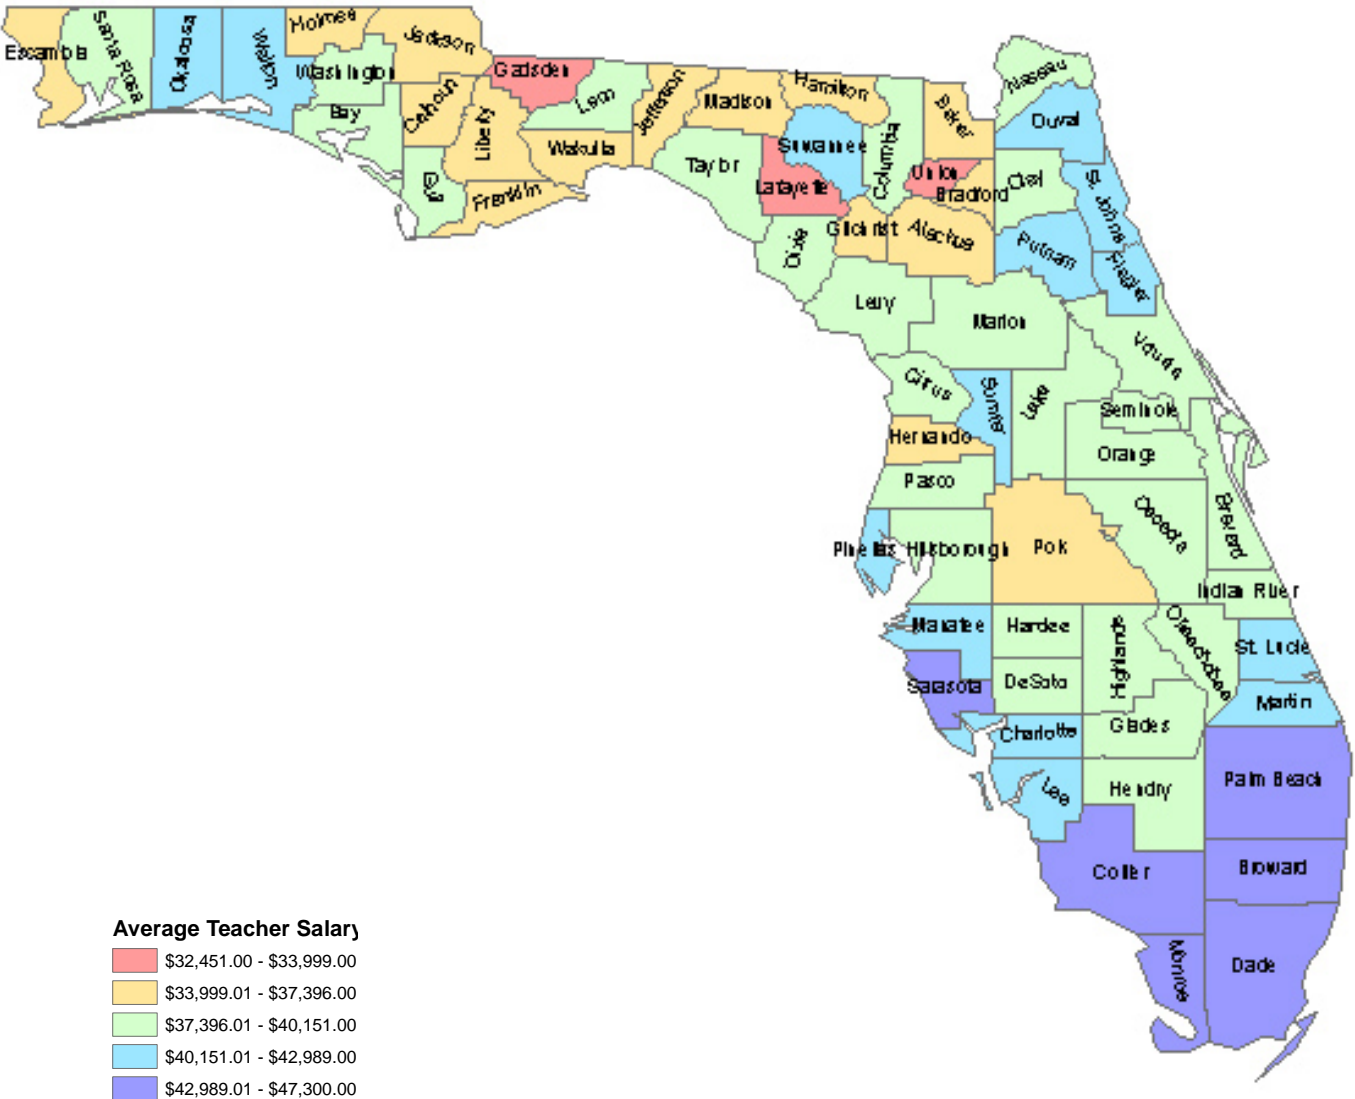 Escambia
Santa Rosa
Okaloosa
Walton
Holmes
Washington
Bay
Jackson
Calhoun
Gulf
Liberty
Gadsden
Franklin
Leon
Wakulla
Jefferson
Madison
Taylor
Hamilton
Suwannee
Lafayette
Dixie
Columbia
Gilchrist
Baker
Union
Bradford
Alachua
Levy
Nassau
Duval
Clay
St. Johns
Putnam
Flagler
Marion
Volusia
Citrus
Sumter
Lake
Seminole
Hernando
Orange
Pasco
Pinellas
Hillsborough
Polk
Osceola
Brevard
Indian River
Manatee
Hardee
Highlands
Okeechobee
St. Lucie
Sarasota
DeSoto
Martin
Charlotte
Glades
Lee
Hendry
Palm Beach
Collier
Broward
Monroe
Dade
Average Teacher Salary
$32,451.00 - $33,999.00
$33,999.01 - $37,396.00
$37,396.01 - $40,151.00
$40,151.01 - $42,989.00
$42,989.01 - $47,300.00